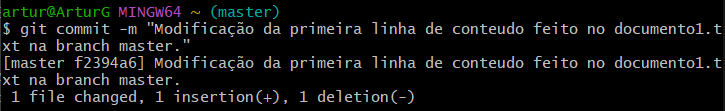 artur@ArturG MINGW64 ~ (master)
$ git commit -m "Modificação da primeira linha de conteudo feito no documento1.t
xt na branch master."
[master f2394a6] Modificação da primeira linha de conteudo feito no documento1.t
xt na branch master.
 1 file changed, 1 insertion(+), 1 deletion(-)